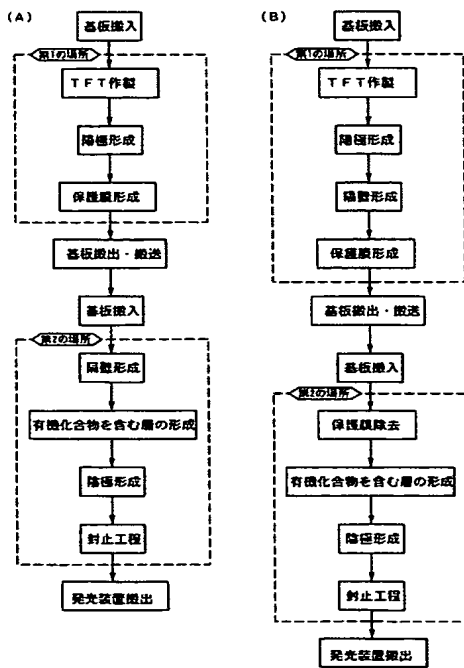 (A)
基板搬入
第1の場所
TFT作製
陽極形成
保護膜形成
基板搬出・搬送
基板搬入
第2の場所
隔壁形成
有機化合物を含む層の形成
陰極形成
封止工程
発光装置搬出
(B)
基板搬入
第1の場所
TFT作製
陽極形成
隔壁形成
保護膜形成
基板搬出・搬送
基板搬入
第2の場所
保護膜除去
有機化合物を含む層の形成
陰極形成
封止工程
発光装置搬出